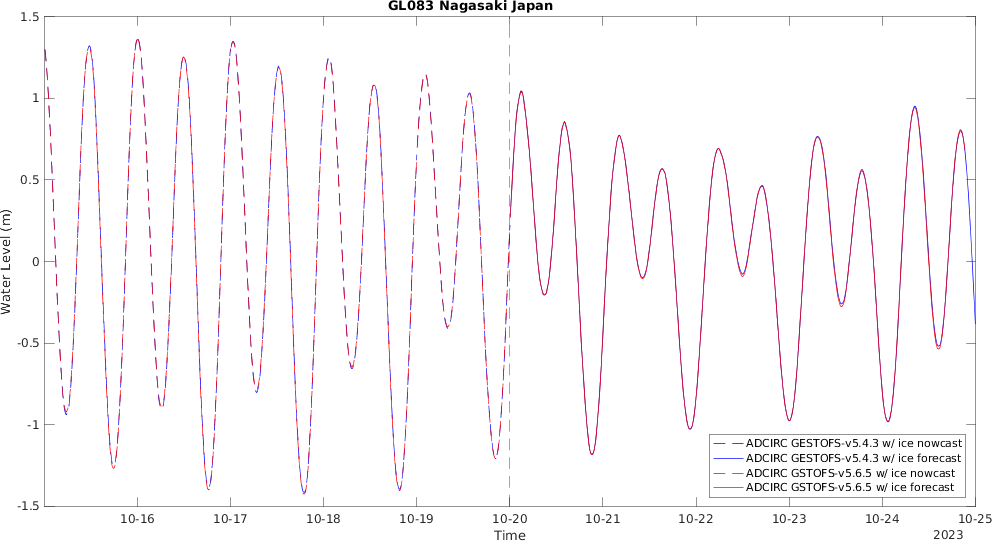 GL083 Nagasaki Japan
1.5
1
0.5
0
-0.5
-1
-1.5
Water Level (m)
10-16
10-17
10-18
10-19
10-20
10-21
10-22
10-23
10-24
10-25
Time
2023
ADCIRC GESTOFS-v5.4.3 w/ ice nowcast
ADCIRC GESTOFS-v5.4.3 w/ ice forecast
ADCIRC GSTOFS-v5.6.5 w/ ice nowcast
ADCIRC GSTOFS-v5.6.5 w/ ice forecast